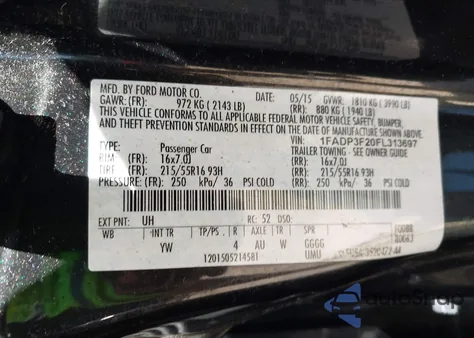 MFD. BY FORD MOTOR CO.
DATE: 05/15 GVWR: 1810 KG ( 3990 LB)
GAWR: (FR): 972 KG ( 2143 LB) (RR): 880 KG ( 1940 LB)
THIS VEHICLE CONFORMS TO ALL APPLICABLE FEDERAL MOTOR VEHICLE SAFETY, BUMPER,
AND THEFT PREVENTION STANDARDS IN EFFECT ON THE DATE OF MANUFACTURE SHOWN ABOVE.
VIN: 1FADP3F20FL313697
TYPE: Passenger Car TRAILER TOWING - SEE OWNER GUIDE
RIM (FR): 16x7.0J (RR): 16x7.0J
TIRE (FR): 215/55R16 93H (RR): 215/55R16 93H
PRESSURE: (FR): 250 kPa/ 36 PSI COLD (RR): 250 kPa/ 36 PSI COLD
EXT PNT: UH RC: 52 DSO:
WB INT TR TP/PS R AXLE TR SPR
YW 4 AU W GGGG
UMU
1201505214581
autoSnap